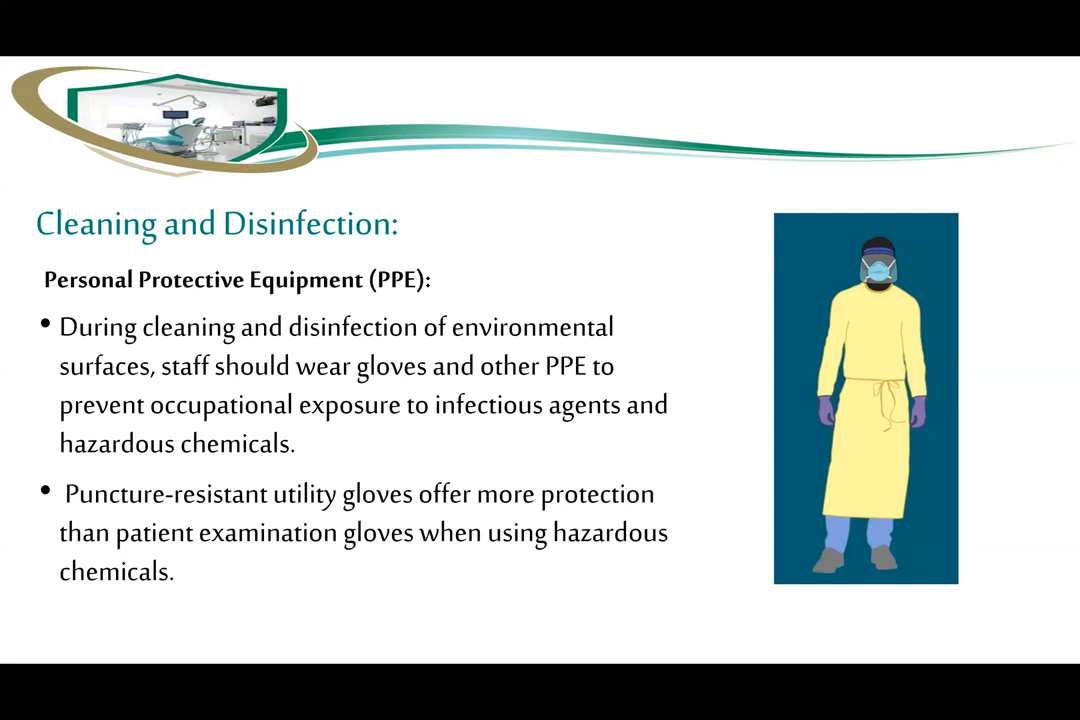 Cleaning and Disinfection:
Personal Protective Equipment (PPE):
• During cleaning and disinfection of environmental
surfaces, staff should wear gloves and other PPE to
prevent occupational exposure to infectious agents and
hazardous chemicals.
• Puncture-resistant utility gloves offer more protection
than patient examination gloves when using hazardous
chemicals.